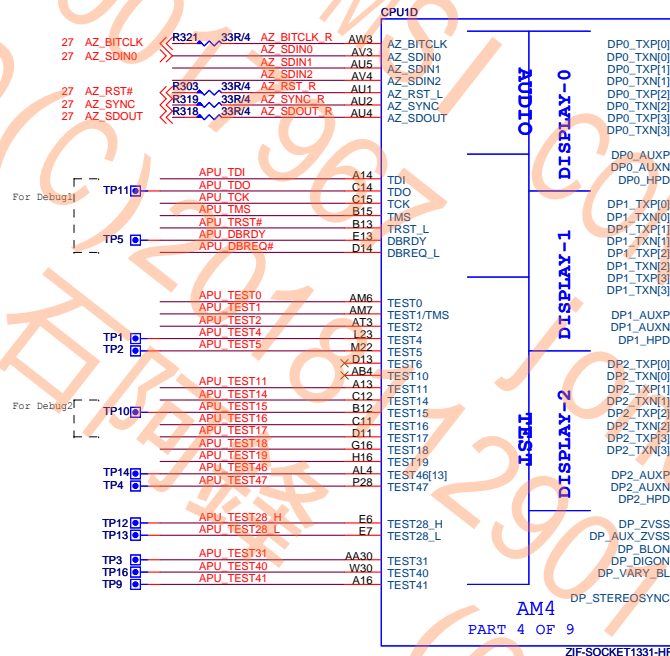 CPU1D
27 AZ_BITCLK R321 33R/4 AZ_BITCLK_R AW3 AZ_BITCLK DP0_TXP[0]
27 AZ_SDIN0 AZ_SDIN0 AV3 AZ_SDIN0 DP0_TXN[0]
AZ_SDIN1 AU5 AZ_SDIN1 DP0_TXP[1]
AZ_SDIN2 AV4 AZ_SDIN2 DP0_TXN[1]
27 AZ_RST# R303 33R/4 AZ_RST_R AU1 AZ_RST_L DP0_TXP[2]
27 AZ_SYNC R319 33R/4 AZ_SYNC_R AU2 AZ_SYNC DP0_TXN[2]
27 AZ_SDOUT R318 33R/4 AZ_SDOUT_R AU4 AZ_SDOUT DP0_TXP[3]
DP0_TXN[3]
AUDIO
DISPLAY-0
DP0_AUXP
DP0_AUXN
DP0_HPD
APU_TDI A14 TDI
For Debug1 TP11 APU_TDO C14 TDO
APU_TCK C15 TCK DP1_TXP[0]
APU_TMS B15 TMS DP1_TXN[0]
APU_TRST# B13 TRST_L DP1_TXP[1]
TP5 APU_DBRDY E13 DBRDY DP1_TXN[1]
APU_DBREQ# D14 DBREQ_L DP1_TXP[2]
DP1_TXN[2]
DP1_TXP[3]
DP1_TXN[3]
DISPLAY-1
APU_TEST0 AM6 TEST0
APU_TEST1 AM7 TEST1/TMS DP1_AUXP
APU_TEST2 AT3 TEST2 DP1_AUXN
TP1 APU_TEST4 L23 TEST4 DP1_HPD
TP2 APU_TEST5 M22 TEST5
D13 TEST6 DP2_TXP[0]
AB4 TEST10 DP2_TXN[0]
APU_TEST11 A13 TEST11 DP2_TXP[1]
APU_TEST14 C12 TEST14 DP2_TXN[1]
For Debug2 TP10 APU_TEST15 B12 TEST15 DP2_TXP[2]
APU_TEST16 C11 TEST16 DP2_TXN[2]
APU_TEST17 D11 TEST17 DP2_TXP[3]
APU_TEST18 G16 TEST18 DP2_TXN[3]
APU_TEST19 H16 TEST19
TP14 APU_TEST46 AL4 TEST46[13] DP2_AUXP
TP4 APU_TEST47 P28 TEST47 DP2_AUXN
DP2_HPD
TEST
DISPLAY-2
TP12 APU_TEST28_H E6 TEST28_H DP_ZVSS
TP13 APU_TEST28_L E7 TEST28_L DP_AUX_ZVSS
DP_BLON
TP3 APU_TEST31 AA30 TEST31 DP_DIGON
TP16 APU_TEST40 W30 TEST40 DP_VARY_BL
TP9 APU_TEST41 A16 TEST41
DP_STEREOSYNC
AM4
PART 4 OF 9